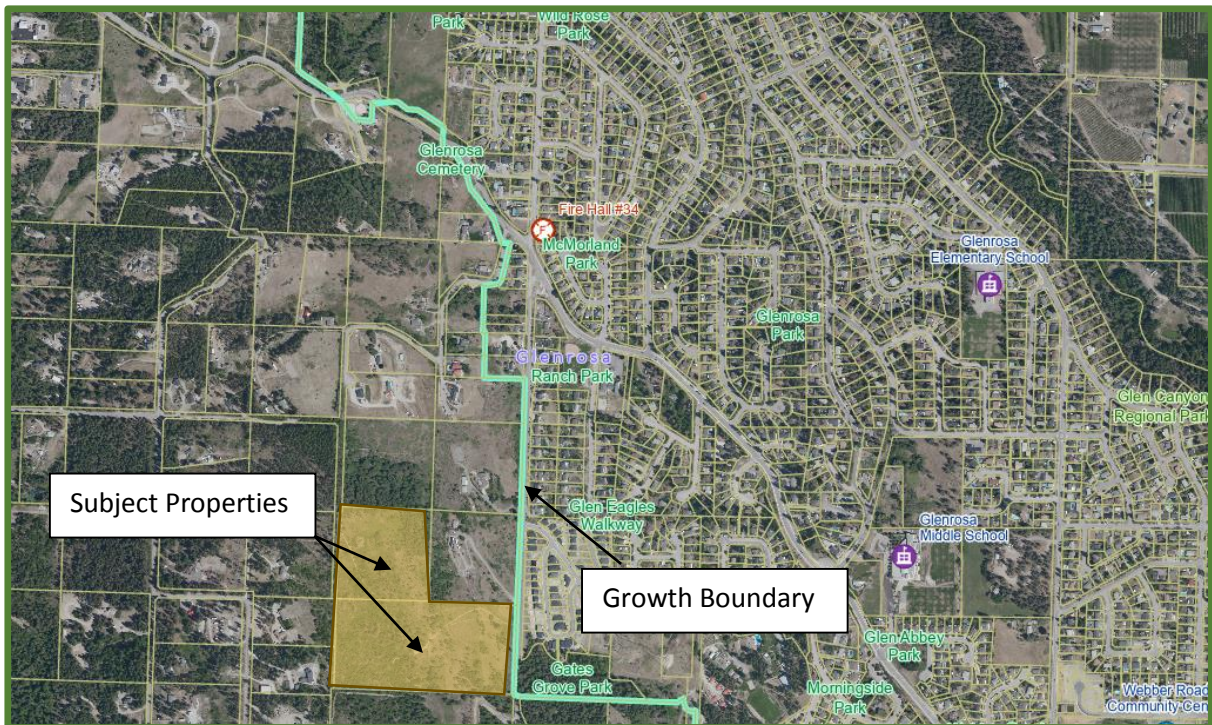 Park
Wild Rose
Park
Glenrosa
Cemetery
Fire Hall #34
F
McMorland
Park
Glenrosa
Elementary School
Glenrosa
Park
Glenrosa
Ranch Park
Glen Canyon
Regional Park
Subject Properties
Glen Eagles
Walkway
Glenrosa
Middle School
Growth Boundary
Glen Abbey
Park
Gates
Grove Park
Morningside
Park
Webber Road
Community Cen